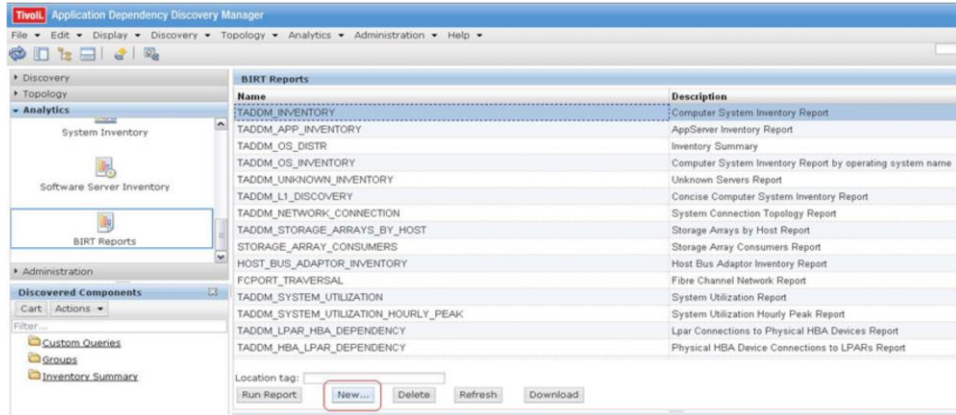 Tivoli. Application Dependency Discovery Manager
File Edit Display Discovery Topology Analytics Administration Help
Discovery
Topology
Analytics
System Inventory
Software Server Inventory
BIRT Reports
Administration
Discovered Components
Cart Actions
Filter...
Custom Queries
Groups
Inventory Summary
BIRT Reports
Name Description
TADDM_INVENTORY Computer System Inventory Report
TADDM_APP_INVENTORY AppServer Inventory Report
TADDM_OS_DISTR Inventory Summary
TADDM_OS_INVENTORY Computer System Inventory Report by operating system name
TADDM_UNKNOWN_INVENTORY Unknown Servers Report
TADDM_L1_DISCOVERY Concise Computer System Inventory Report
TADDM_NETWORK_CONNECTION System Connection Topology Report
TADDM_STORAGE_ARRAYS_BY_HOST Storage Arrays by Host Report
STORAGE_ARRAY_CONSUMERS Storage Array Consumers Report
HOST_BUS_ADAPTOR_INVENTORY Host Bus Adaptor Inventory Report
FCPORT_TRAVERSAL Fibre Channel Network Report
TADDM_SYSTEM_UTILIZATION System Utilization Report
TADDM_SYSTEM_UTILIZATION_HOURLY_PEAK System Utilization Hourly Peak Report
TADDM_LPAR_HBA_DEPENDENCY Lpar Connections to Physical HBA Devices Report
TADDM_HBA_LPAR_DEPENDENCY Physical HBA Device Connections to LPARs Report
Location tag:
Run Report New... Delete Refresh Download